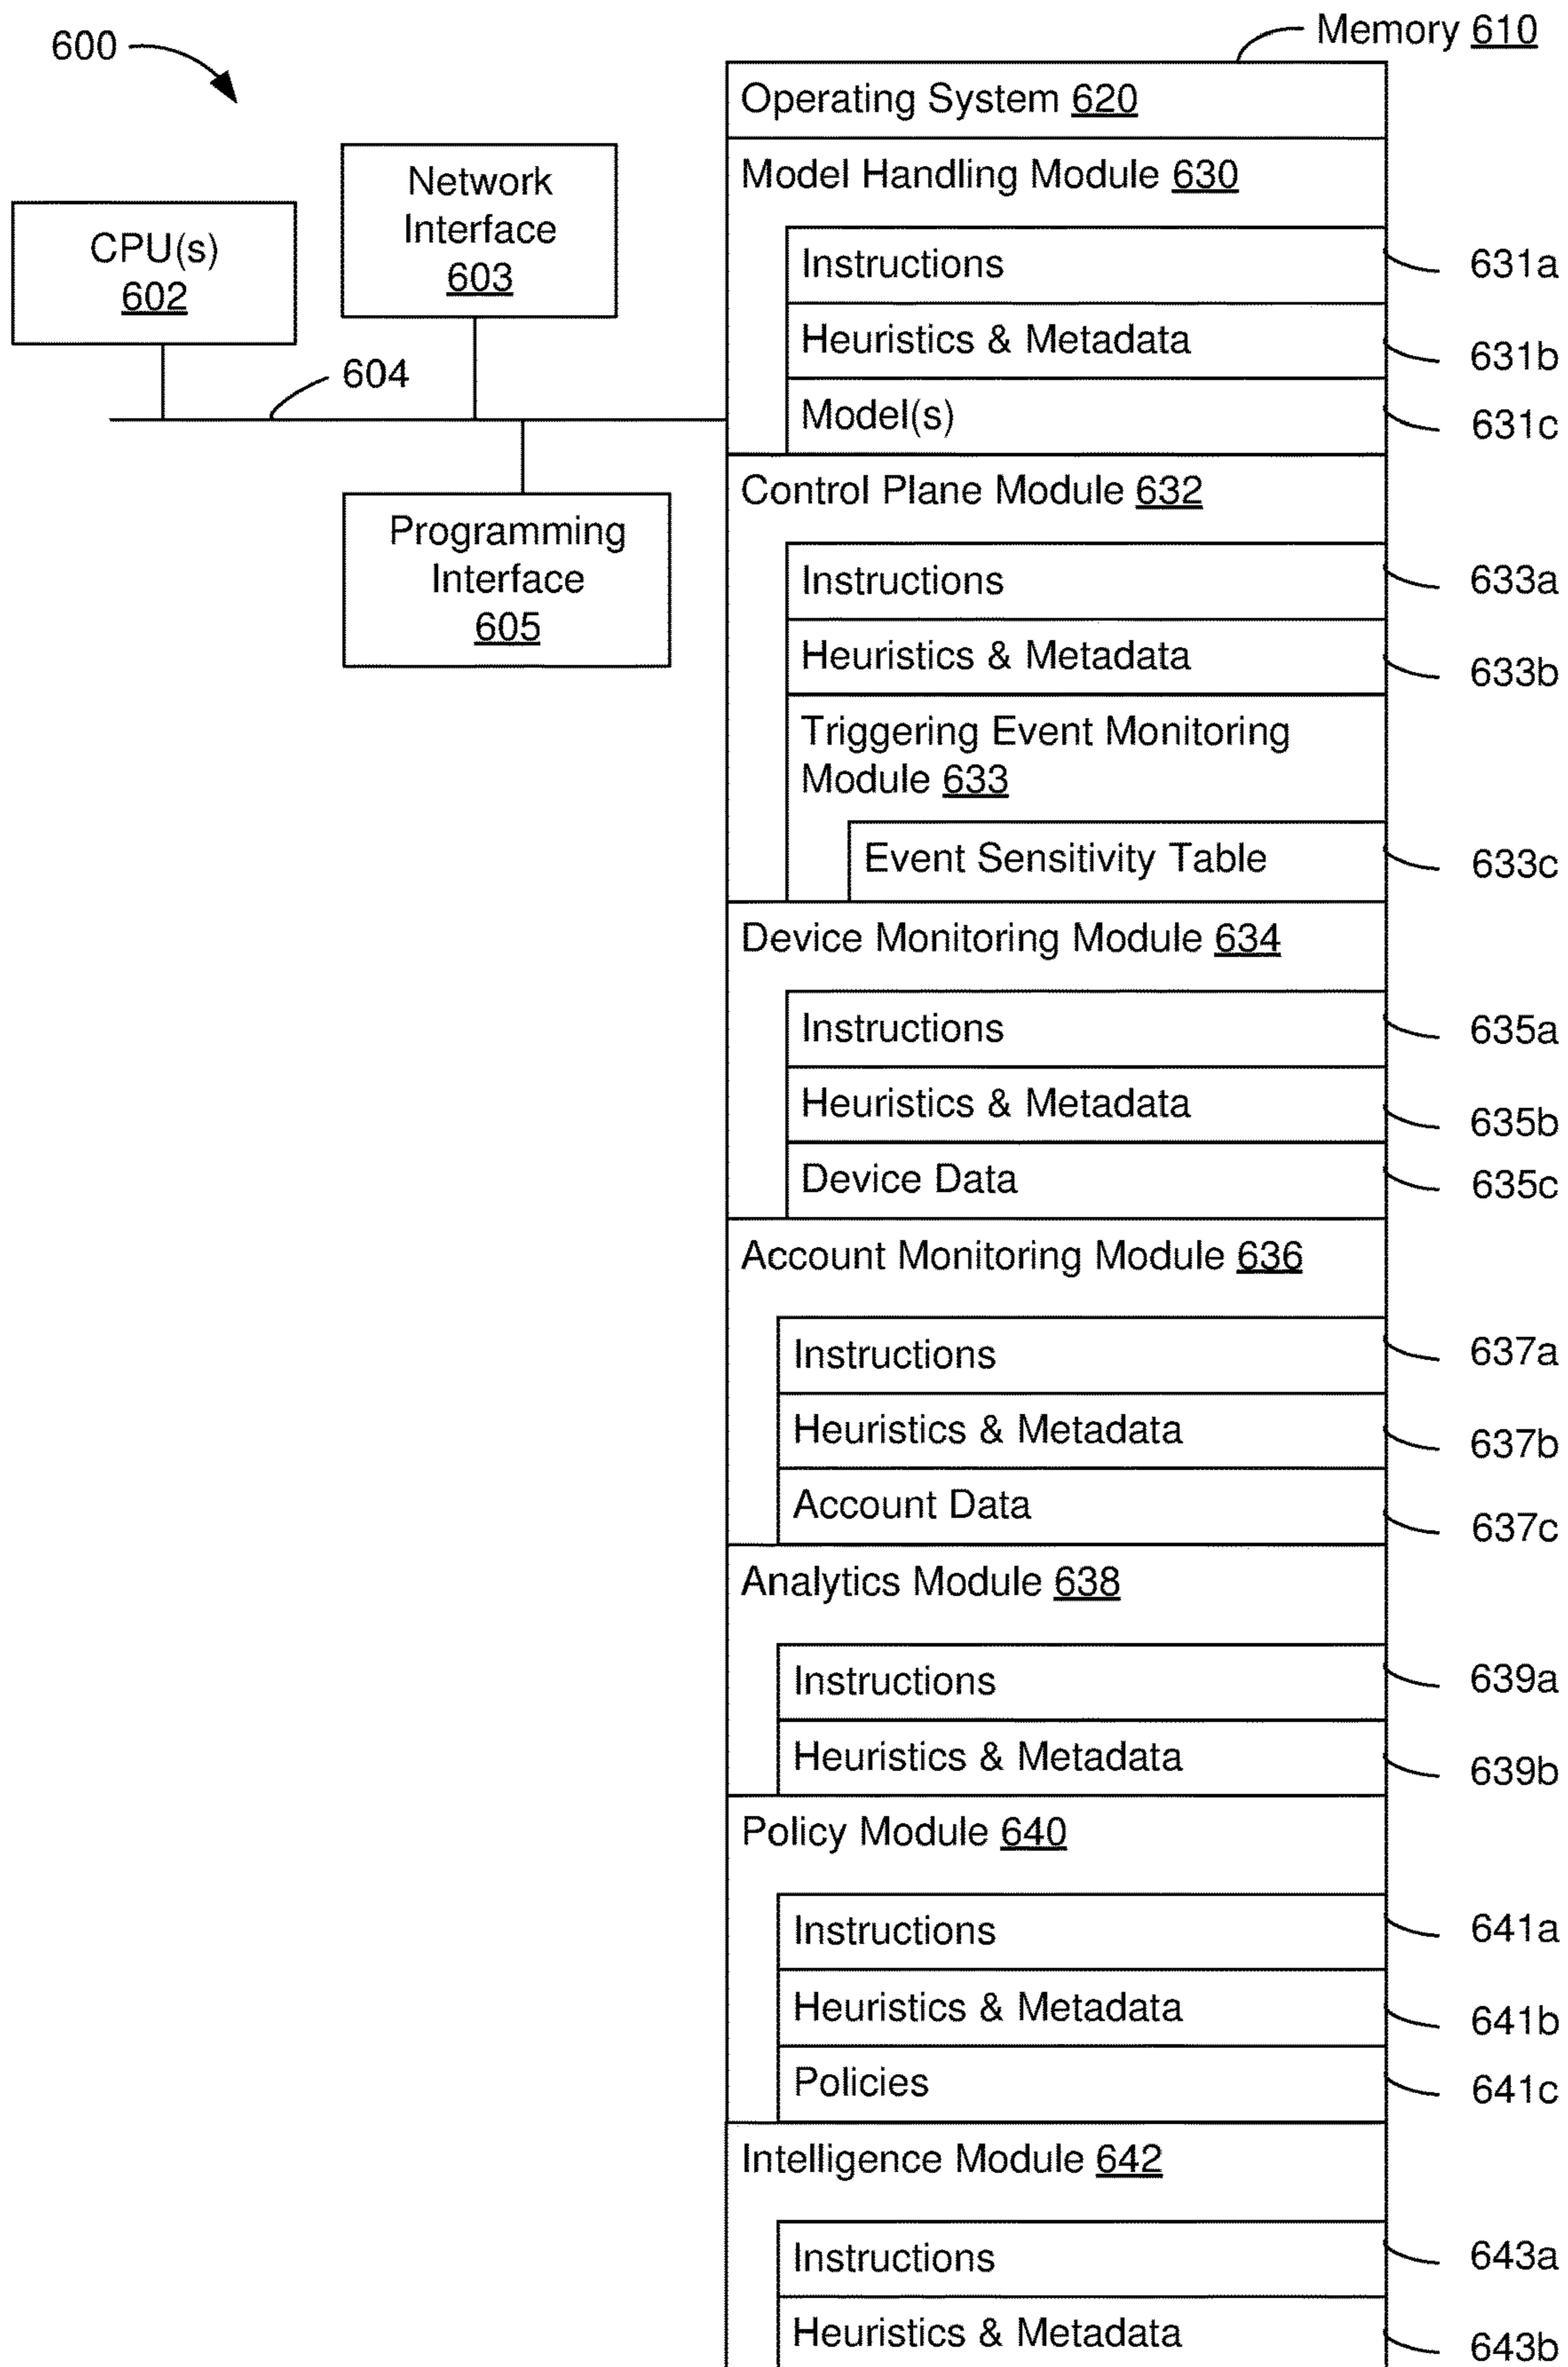 600
Memory 610
Operating System 620
Model Handling Module 630
Network
Interface
603
CPU(s)
602
604
Programming
Interface
605
Instructions
631a
Heuristics & Metadata
631b
Model(s)
631c
Control Plane Module 632
Instructions
633a
Heuristics & Metadata
633b
Triggering Event Monitoring
Module 633
Event Sensitivity Table
633c
Device Monitoring Module 634
Instructions
635a
Heuristics & Metadata
635b
Device Data
635c
Account Monitoring Module 636
Instructions
637a
Heuristics & Metadata
637b
Account Data
637c
Analytics Module 638
Instructions
639a
Heuristics & Metadata
639b
Policy Module 640
Instructions
641a
Heuristics & Metadata
641b
Policies
641c
Intelligence Module 642
Instructions
643a
Heuristics & Metadata
643b